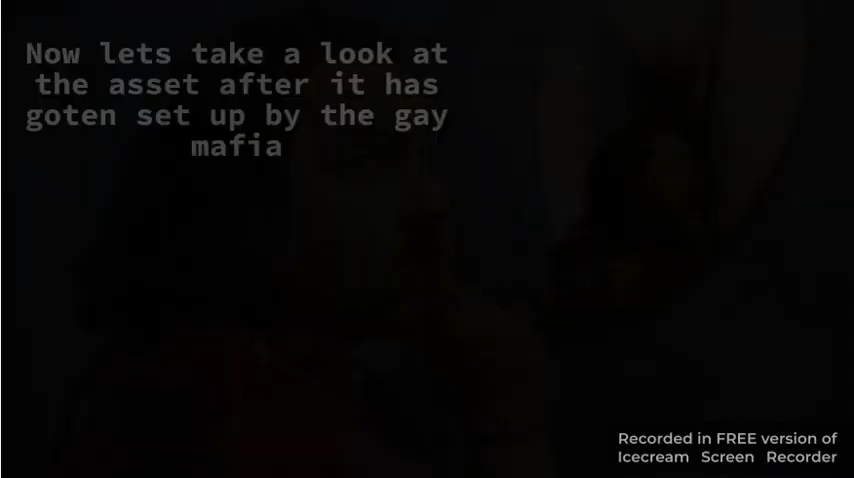 Now lets take a look at
the asset after it has
goten set up by the gay
mafia
Recorded in FREE version of
Icecream Screen Recorder